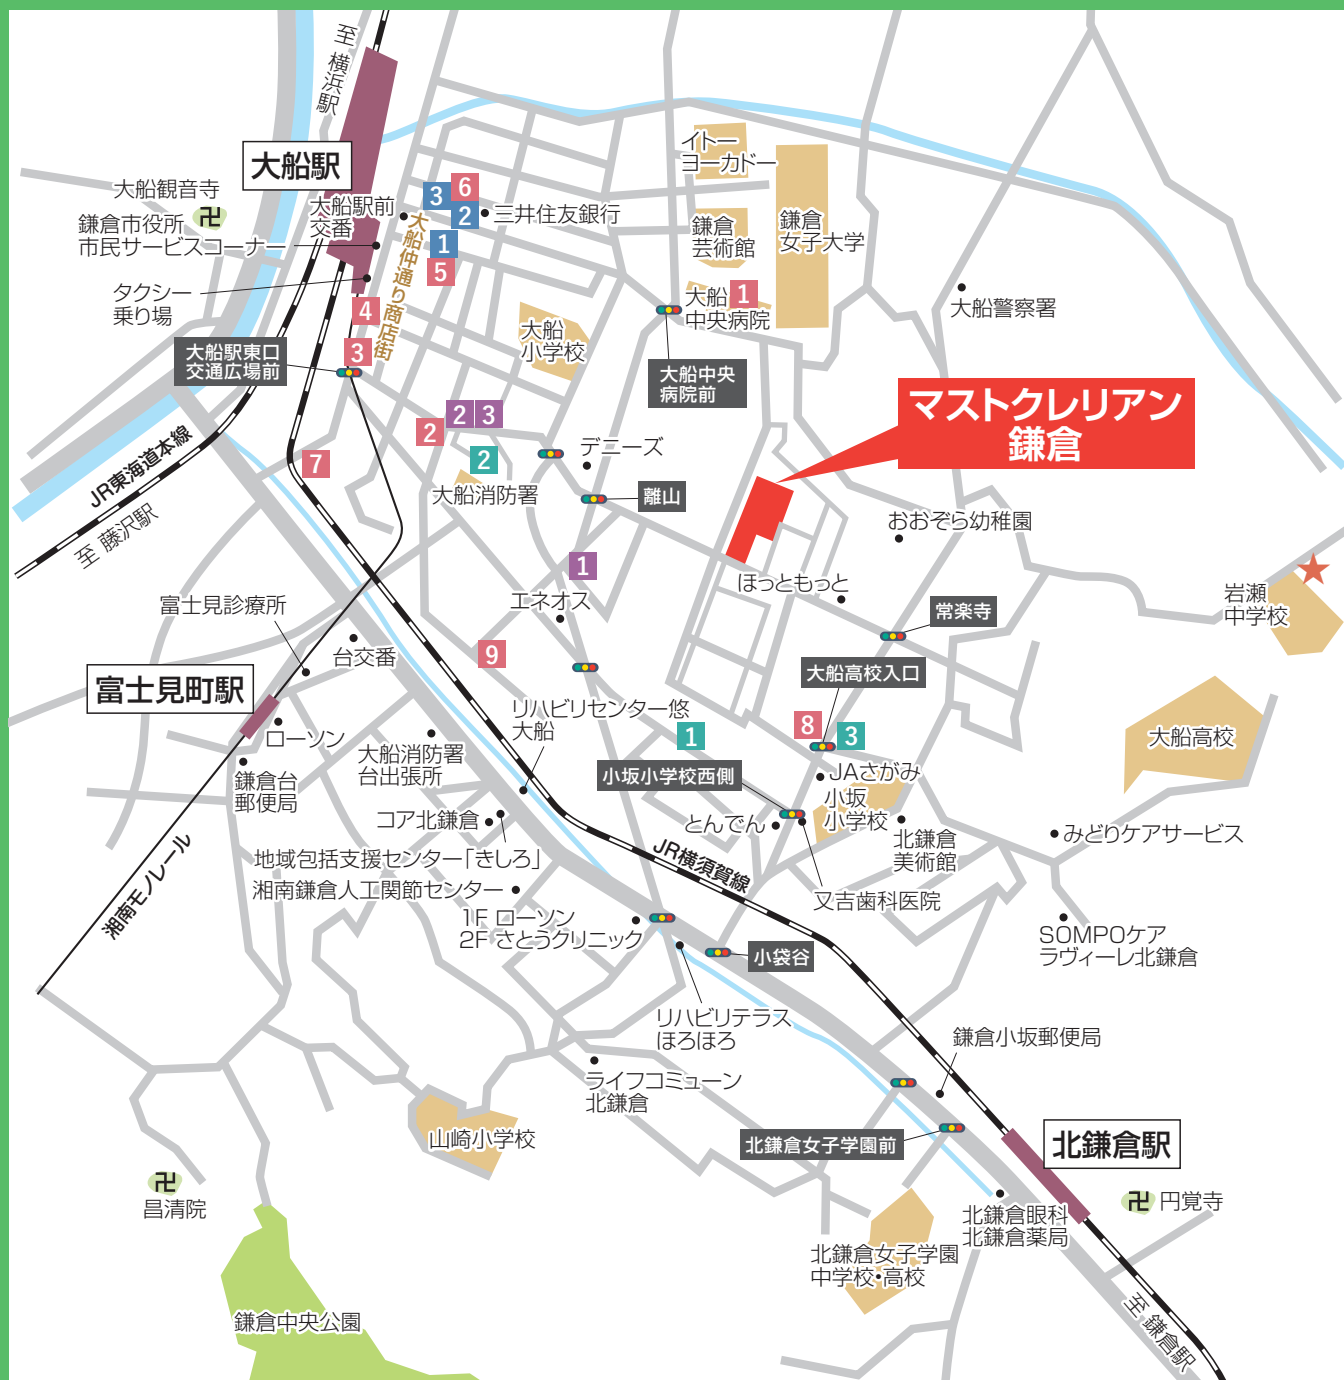 至 横浜駅
大船駅
大船観音寺
鎌倉市役所
市民サービスコーナー
大船駅前
交番
タクシー
乗り場
大船駅東口
交通広場前
大船仲通り商店街
3
6
2
1
5
4
3
三井住友銀行
イトー
ヨーカドー
鎌倉
芸術館
鎌倉
女子大学
大船
中央病院
1
大船中央
病院前
大船警察署
大船
小学校
マストクレリアン
鎌倉
2
3
2
2
大船消防署
デニーズ
離山
7
JR東海道本線
至 藤沢駅
おおぞら幼稚園
ほっともっと
常楽寺
岩瀬
中学校
1
エネオス
9
富士見診療所
台交番
富士見町駅
ローソン
鎌倉台
郵便局
大船消防署
台出張所
リハビリセンター悠
大船
1
大船高校入口
8
3
大船高校
小坂小学校西側
JAさがみ
小坂
小学校
とんでん
北鎌倉
美術館
みどりケアサービス
又吉歯科医院
SOMPOケア
ラヴィーレ北鎌倉
コア北鎌倉
地域包括支援センター「きしろ」
湘南鎌倉人工関節センター
1F ローソン
2F さとうクリニック
JR横須賀線
湘南モノレール
小袋谷
リハビリテラス
ほろほろ
鎌倉小坂郵便局
ライフコミューン
北鎌倉
山崎小学校
北鎌倉女子学園前
北鎌倉駅
昌清院
円覚寺
北鎌倉眼科
北鎌倉薬局
北鎌倉女子学園
中学校・高校
鎌倉中央公園
至 鎌倉駅